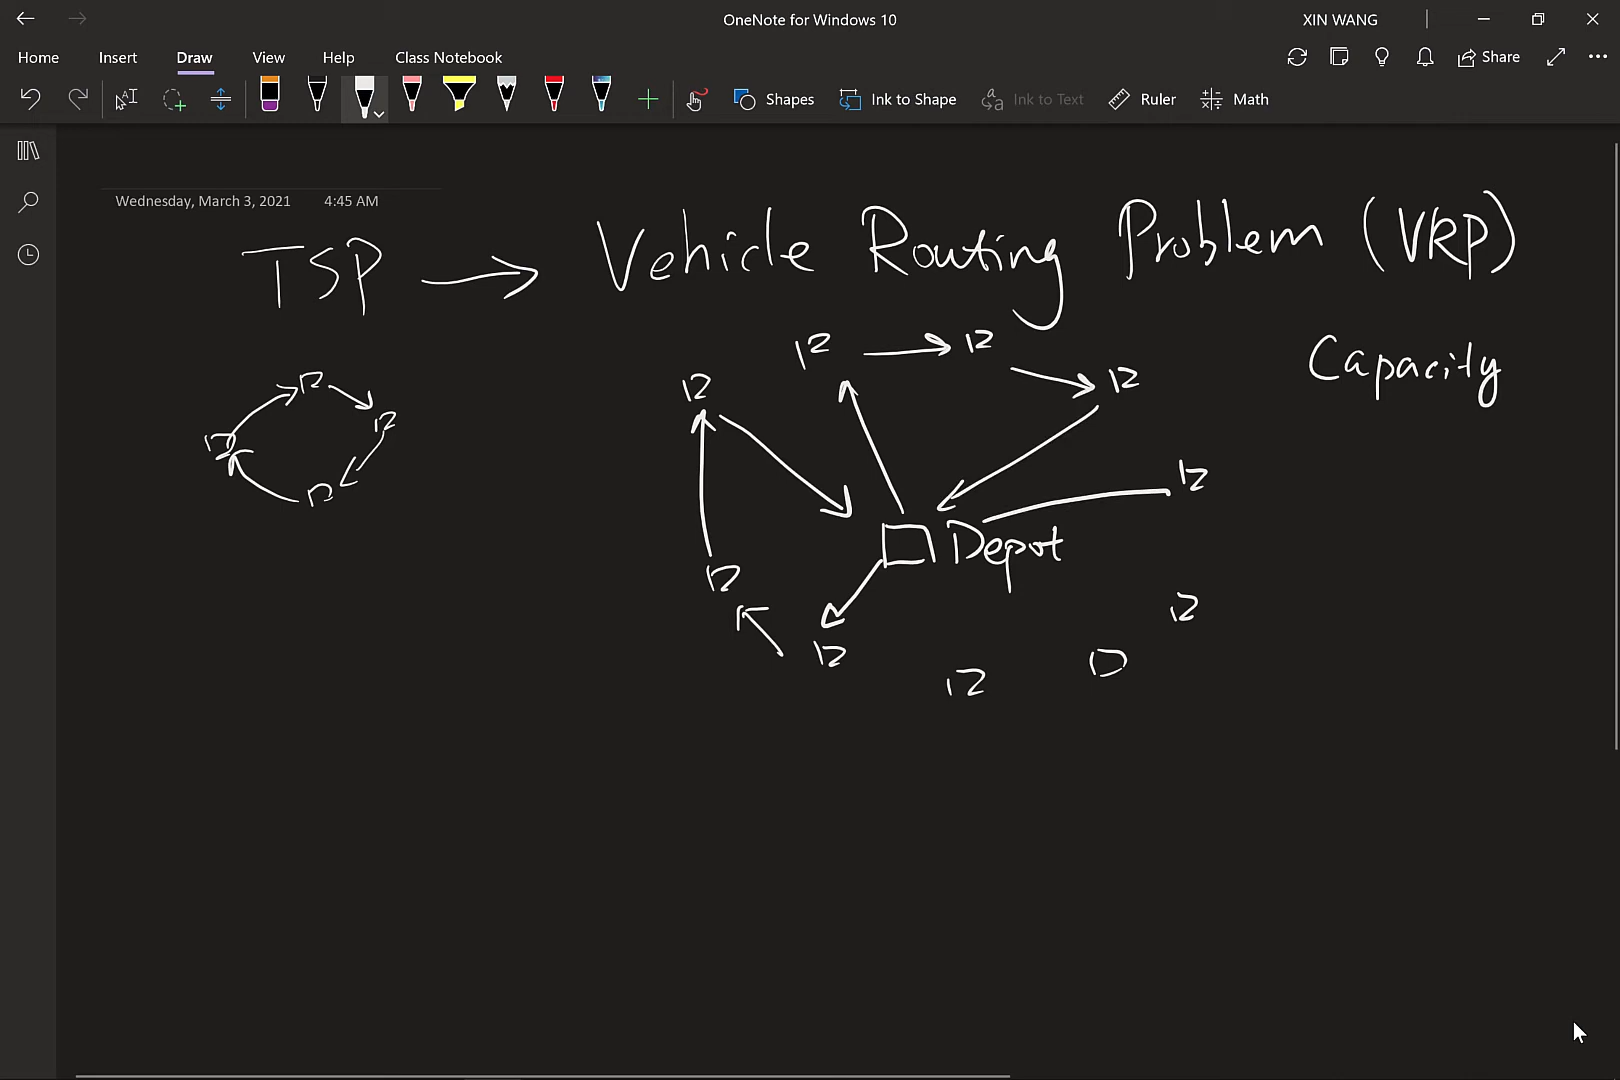 OneNote for Windows 10
XIN WANG
Home Insert Draw View Help Class Notebook
Share
Shapes Ink to Shape Ink to Text Ruler Math
Wednesday, March 3, 2021 4:45 AM
TSP → Vehicle Routing Problem (VRP)
Capacity
Depot